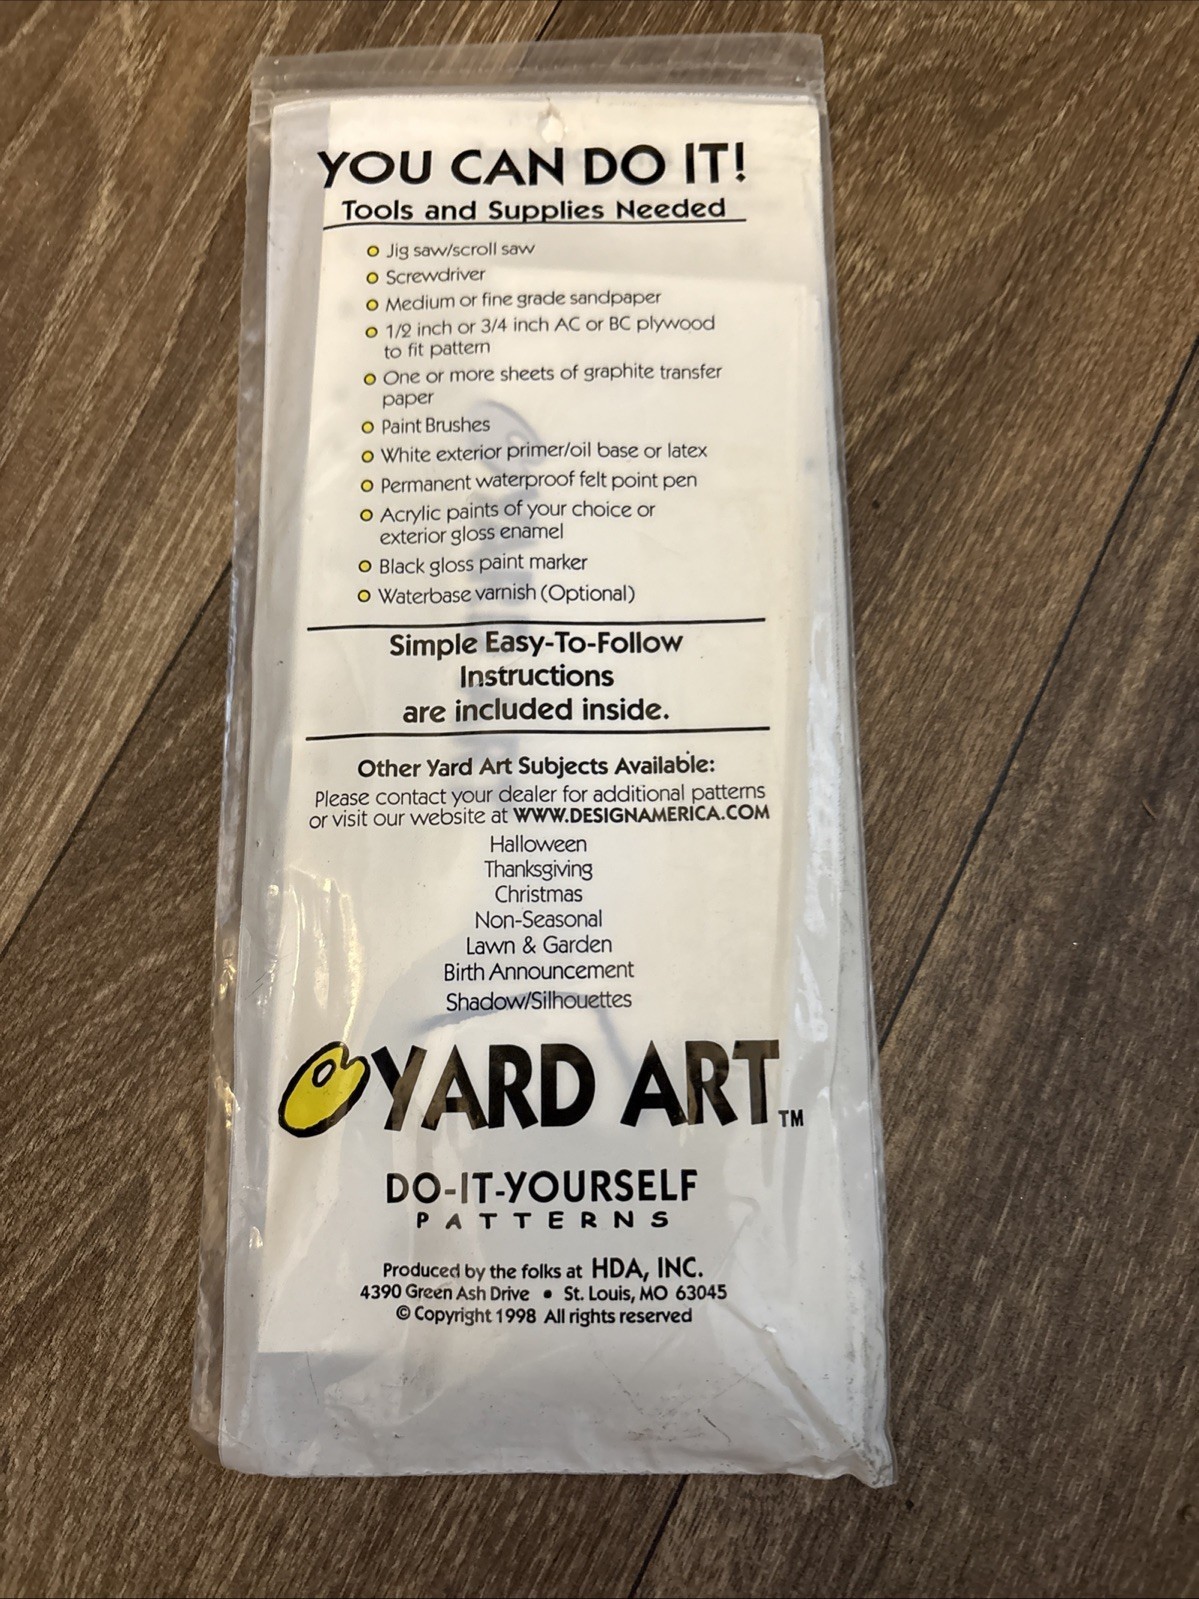 YOU CAN DO IT!
Tools and Supplies Needed
Jig saw/scroll saw
Screwdriver
Medium or fine grade sandpaper
1/2 inch or 3/4 inch AC or BC plywood
to fit pattern
One or more sheets of graphite transfer
paper
Paint Brushes
White exterior primer/oil base or latex
Permanent waterproof felt point pen
Acrylic paints of your choice or
exterior gloss enamel
Black gloss paint marker
Waterbase varnish (Optional)
Simple Easy-To-Follow
Instructions
are included inside.
Other Yard Art Subjects Available:
Please contact your dealer for additional patterns
or visit our website at WWW.DESIGNAMERICA.COM
Halloween
Thanksgiving
Christmas
Non-Seasonal
Lawn & Garden
Birth Announcement
Shadow/Silhouettes
YARD ART TM
DO-IT-YOURSELF
PATTERNS
Produced by the folks at HDA, INC.
4390 Green Ash Drive • St. Louis, MO 63045
© Copyright 1998 All rights reserved